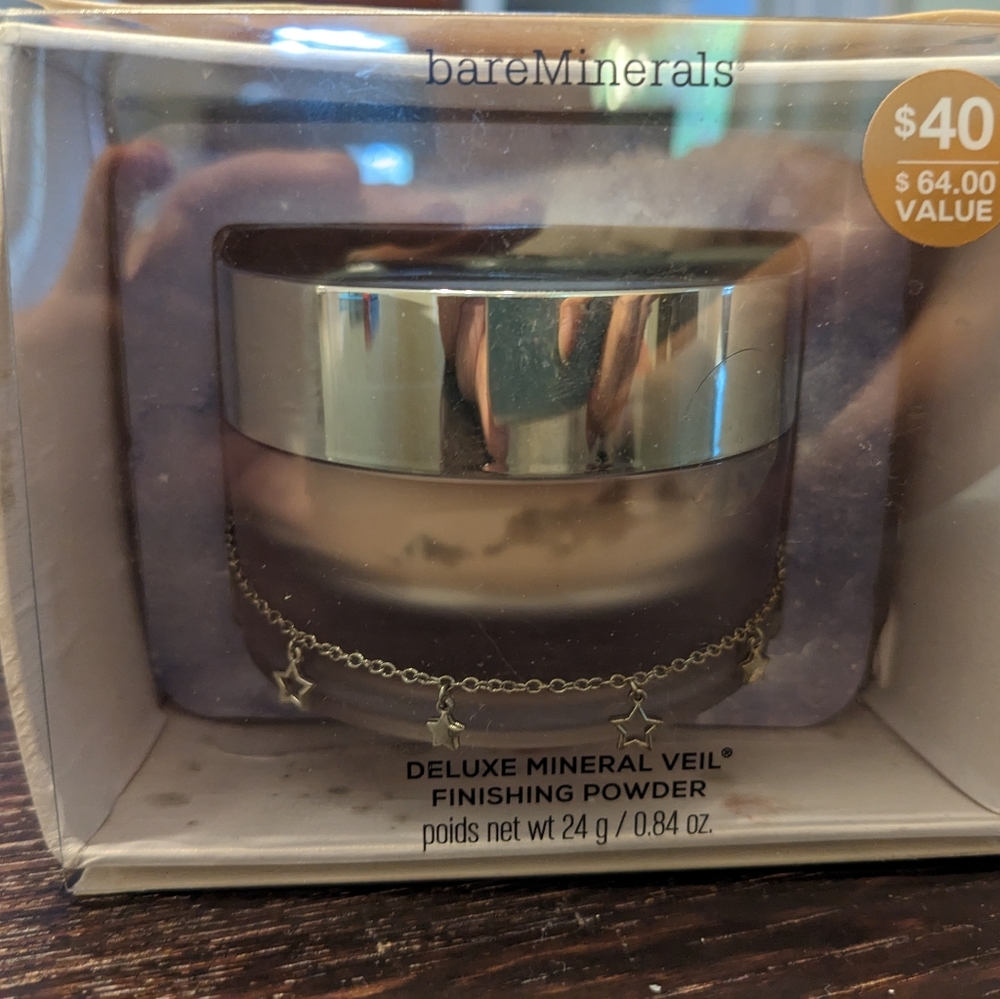 bareMinerals®
$40
$ 64.00
VALUE
DELUXE MINERAL VEIL®
FINISHING POWDER
poids net wt 24 g / 0.84 oz.